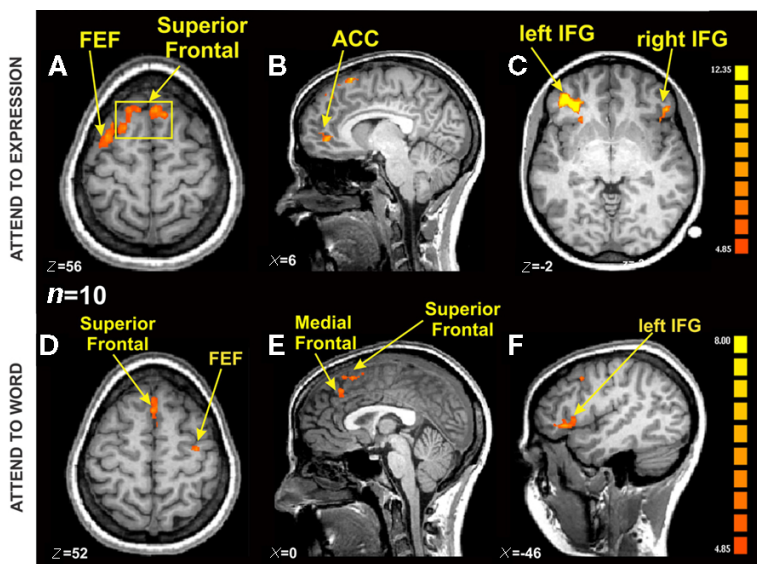 ATTEND TO EXPRESSION
A
FEF
Superior
Frontal
Z=56
B
ACC
X=6
C
left IFG
right IFG
Z=-2
12.35
4.85
n=10
ATTEND TO WORD
D
Superior
Frontal
FEF
Z=52
E
Medial
Frontal
Superior
Frontal
X=0
F
left IFG
X=-46
8.00
4.85